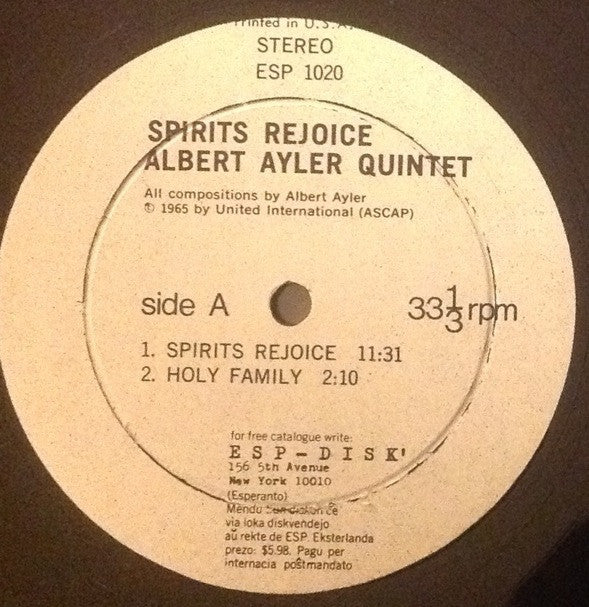 Printed in U.S.A.
STEREO
ESP 1020
SPIRITS REJOICE
ALBERT AYLER QUINTET
All compositions by Albert Ayler
© 1965 by United International (ASCAP)
side A
33 1/3 rpm
1. SPIRITS REJOICE 11:31
2. HOLY FAMILY 2:10
for free catalogue write:
ESP-DISK'
156 5th Avenue
New York 10010
(Esperanto)
Mendu ĉe
via loka diskvendejo
aŭ rekte de ESP. Eksterlanda
prezo: $5.98. Pagu per
internacia poŝtmandato